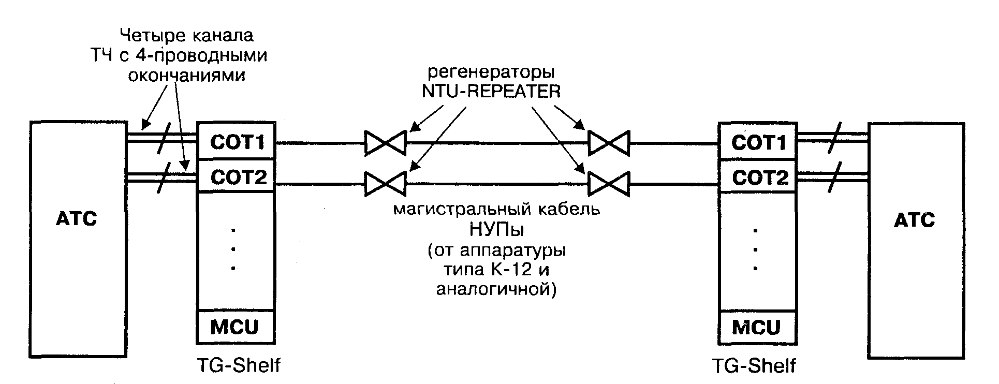 Четыре канала
ТЧ с 4-проводными
окончаниями
регенераторы
NTU-REPEATER
АТС
COT1
COT2
MCU
TG-Shelf
магистральный кабель
НУПы
(от аппаратуры
типа К-12 и
аналогичной)
COT1
COT2
MCU
TG-Shelf
АТС